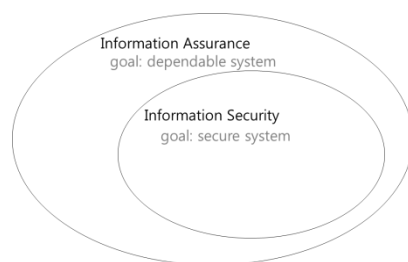 Information Assurance
goal: dependable system
Information Security
goal: secure system